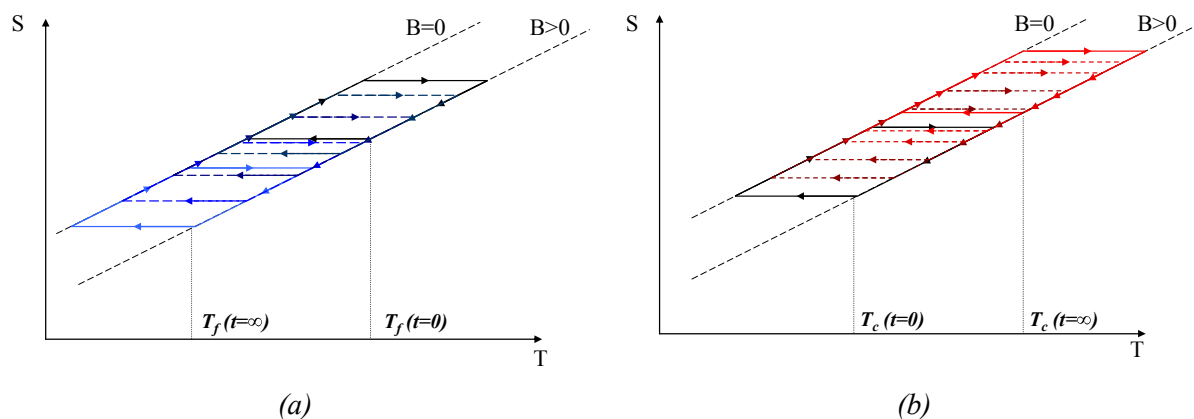 S
B=0
B>0
T_f (t=∞)
T_f (t=0)
T
(a)
S
B=0
B>0
T_c (t=0)
T_c (t=∞)
T
(b)